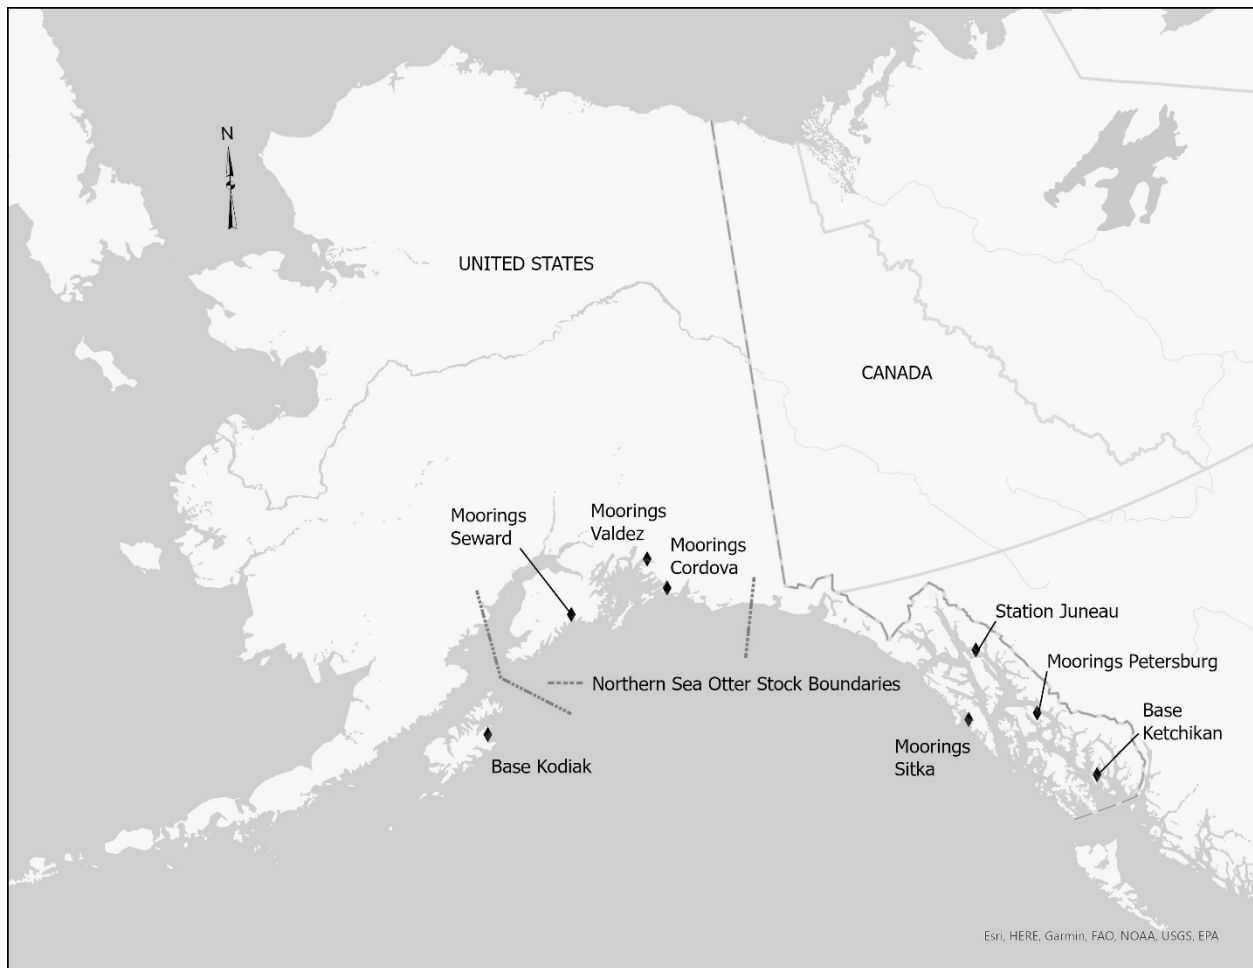 N
UNITED STATES
CANADA
Moorings
Seward
Moorings
Valdez
Moorings
Cordova
Station Juneau
Moorings Petersburg
Northern Sea Otter Stock Boundaries
Base
Ketchikan
Moorings
Sitka
Base Kodiak
Esri, HERE, Garmin, FAO, NOAA, USGS, EPA